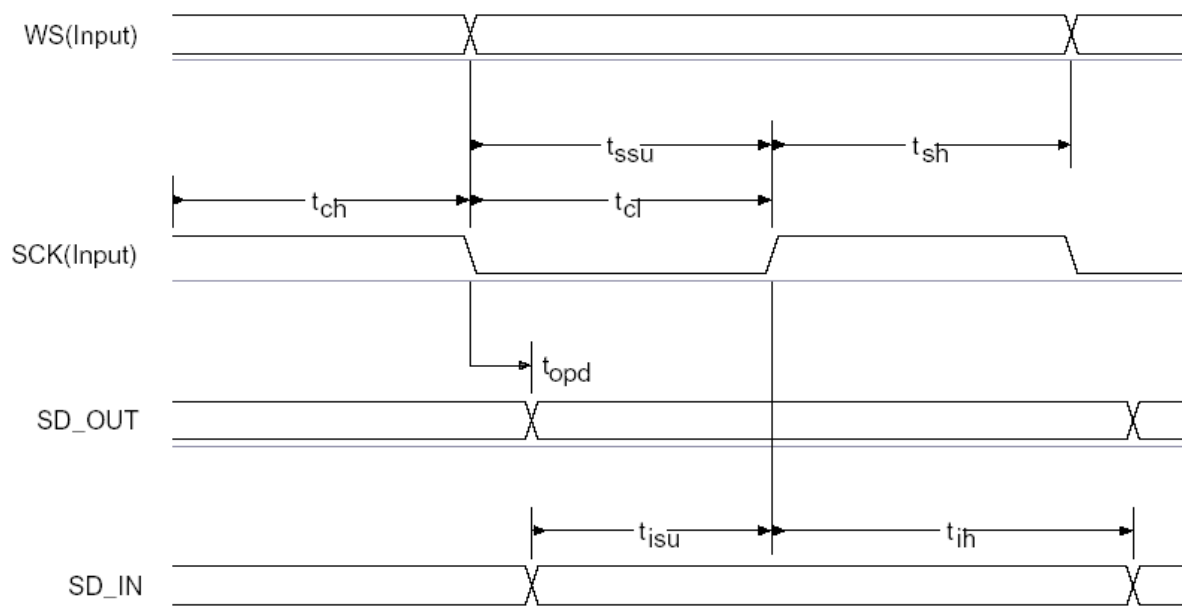 WS(Input)
tssu
tsh
tch
tcl
SCK(Input)
topd
SD_OUT
tisu
tih
SD_IN